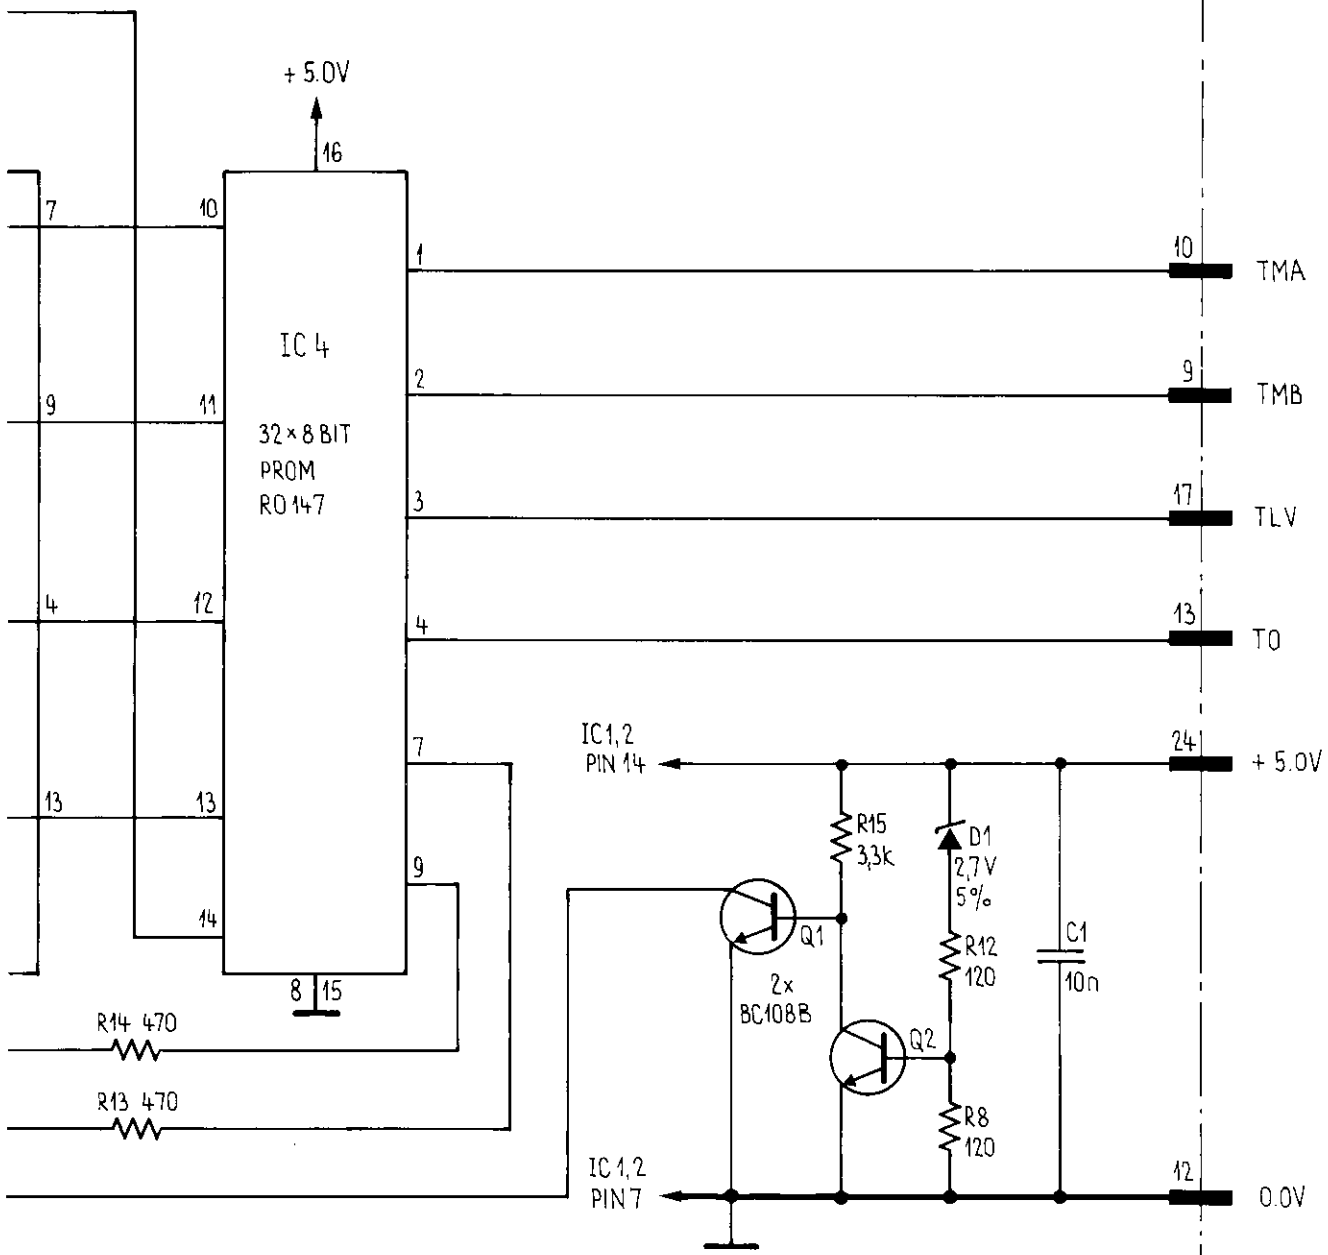 + 5.0V
16
7
10
1
10
TMA
IC 4
2
9
TMB
9
11
32×8 BIT
PROM
RO 147
3
17
TLV
4
12
4
13
TO
IC1,2
PIN 14
7
24
+ 5.0V
13
13
R15
3,3k
D1
2,7V
5%
9
14
Q1
R12
120
C1
10n
8
15
2x
BC108B
R14 470
Q2
R13 470
R8
120
IC 1,2
PIN 7
12
0.0V